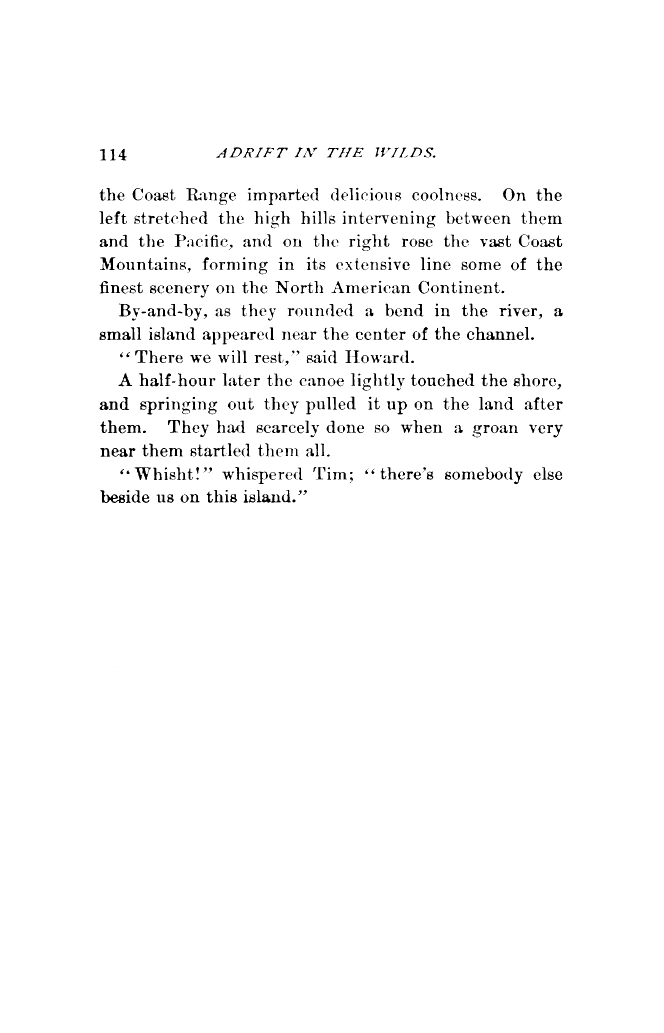 114 ADRIFT IN THE WILDS.
the Coast Range imparted delicious coolness. On the
left stretched the high hills intervening between them
and the Pacific, and on the right rose the vast Coast
Mountains, forming in its extensive line some of the
finest scenery on the North American Continent.
By-and-by, as they rounded a bend in the river, a
small island appeared near the center of the channel.
“There we will rest,” said Howard.
A half-hour later the canoe lightly touched the shore,
and springing out they pulled it up on the land after
them. They had scarcely done so when a groan very
near them startled them all.
“Whisht!” whispered Tim; “there's somebody else
beside us on this island.”